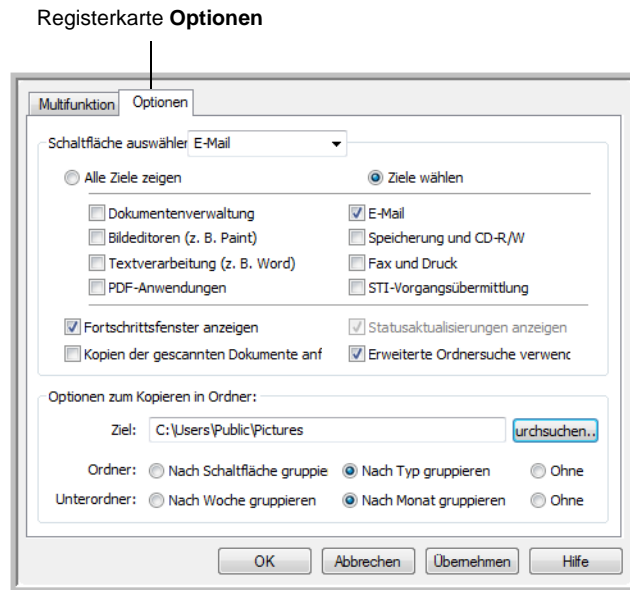 Registerkarte Optionen
Multifunktion Optionen
Schaltfläche auswähler E-Mail
Alle Ziele zeigen Ziele wählen
Dokumentenverwaltung E-Mail
Bildeditoren (z. B. Paint) Speicherung und CD-R/W
Textverarbeitung (z. B. Word) Fax und Druck
PDF-Anwendungen STI-Vorgangsübermittlung
Fortschrittsfenster anzeigen Statusaktualisierungen anzeigen
Kopien der gescannten Dokumente anf Erweiterte Ordnersuche verwenc
Optionen zum Kopieren in Ordner:
Ziel: C:\Users\Public\Pictures urchsuchen..
Ordner: Nach Schaltfläche gruppie Nach Typ gruppieren Ohne
Unterordner: Nach Woche gruppieren Nach Monat gruppieren Ohne
OK Abbrechen Übernehmen Hilfe